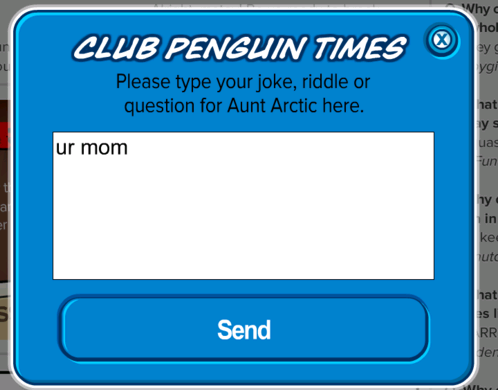 CLUB PENGUIN TIMES
Please type your joke, riddle or
question for Aunt Arctic here.
ur mom
Send